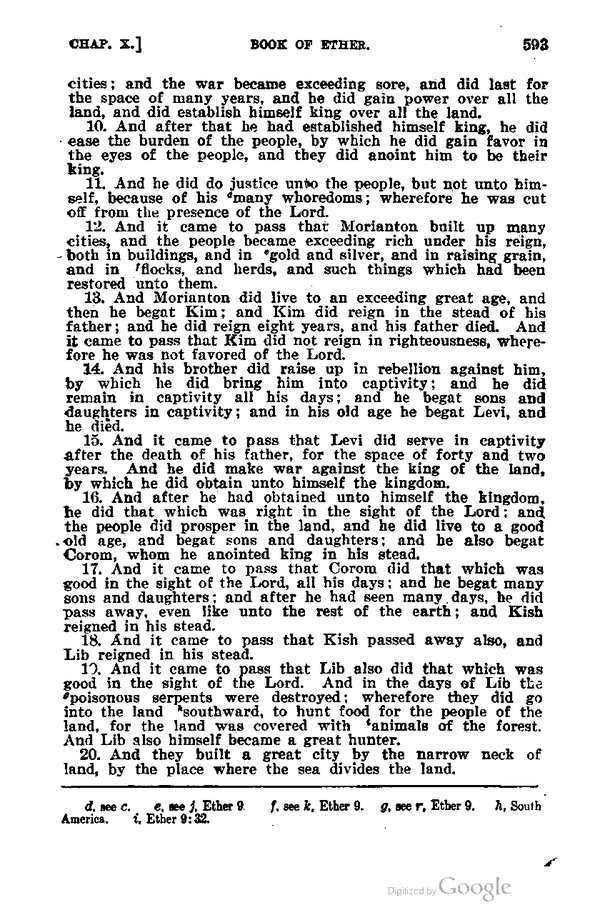 CHAP. X.] BOOK OF ETHER. 593
cities; and the war became exceeding sore, and did last for
the space of many years, and he did gain power over all the
land, and did establish himself king over all the land.
10. And after that he had established himself king, he did
ease the burden of the people, by which he did gain favor in
the eyes of the people, and they did anoint him to be their
king.
11. And he did do justice unto the people, but not unto him-
self, because of his dmany whoredoms; wherefore he was cut
off from the presence of the Lord.
12. And it came to pass that Morianton built up many
cities, and the people became exceeding rich under his reign,
both in buildings, and in egold and silver, and in raising grain,
and in fflocks, and herds, and such things which had been
restored unto them.
13. And Morianton did live to an exceeding great age, and
then he begat Kim; and Kim did reign in the stead of his
father; and he did reign eight years, and his father died. And
it came to pass that Kim did not reign in righteousness, where-
fore he was not favored of the Lord.
14. And his brother did raise up in rebellion against him,
by which he did bring him into captivity; and he did
remain in captivity all his days; and he begat sons and
daughters in captivity; and in his old age he begat Levi, and
he died.
15. And it came to pass that Levi did serve in captivity
after the death of his father, for the space of forty and two
years. And he did make war against the king of the land,
by which he did obtain unto himself the kingdom.
16. And after he had obtained unto himself the kingdom,
he did that which was right in the sight of the Lord; and
the people did prosper in the land, and he did live to a good
old age, and begat sons and daughters; and he also begat
Corom, whom he anointed king in his stead.
17. And it came to pass that Corom did that which was
good in the sight of the Lord, all his days; and he begat many
sons and daughters; and after he had seen many days, he did
pass away, even like unto the rest of the earth; and Kish
reigned in his stead.
18. And it came to pass that Kish passed away also, and
Lib reigned in his stead.
19. And it came to pass that Lib also did that which was
good in the sight of the Lord. And in the days of Lib the
gpoisonous serpents were destroyed; wherefore they did go
into the land hsouthward, to hunt food for the people of the
land, for the land was covered with ianimals of the forest.
And Lib also himself became a great hunter.
20. And they built a great city by the narrow neck of
land, by the place where the sea divides the land.
d, see c. e, see j, Ether 9. f, see k, Ether 9. g, see r, Ether 9. h, South
America. i, Ether 9:32.
Digitized by Google